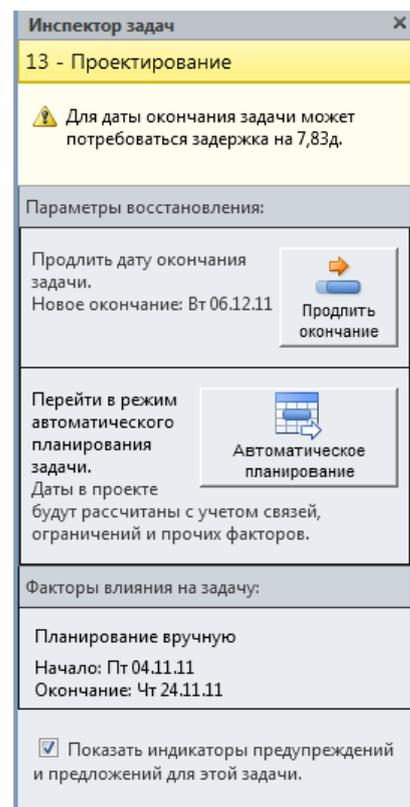 Инспектор задач
13 - Проектирование
Для даты окончания задачи может
потребоваться задержка на 7,83д.
Параметры восстановления:
Продлить дату окончания
задачи.
Новое окончание: Вт 06.12.11
Продлить
окончание
Перейти в режим
автоматического
планирования
задачи.
Даты в проекте
будут рассчитаны с учетом связей,
ограничений и прочих факторов.
Автоматическое
планирование
Факторы влияния на задачу:
Планирование вручную
Начало: Пт 04.11.11
Окончание: Чт 24.11.11
Показать индикаторы предупреждений
и предложений для этой задачи.